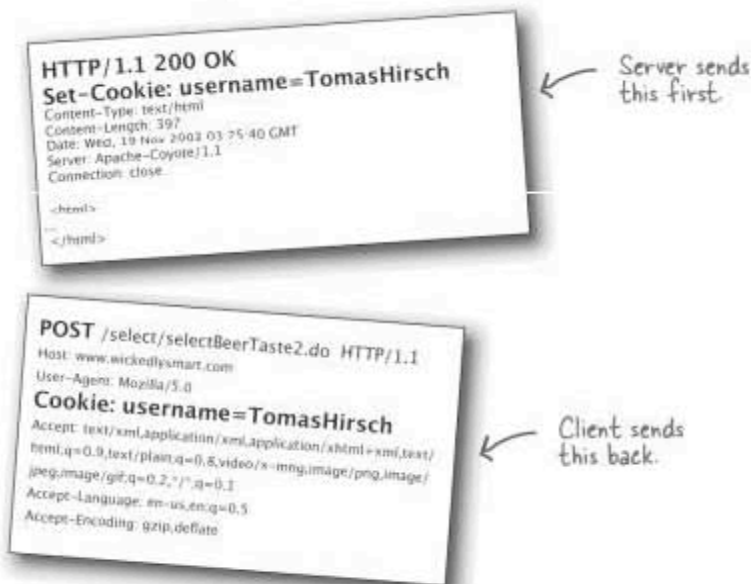 HTTP/1.1 200 OK
Set-Cookie: username=TomasHirsch
Content-Type: text/html
Content-Length: 397
Date: Wed, 19 Nov 2003 03:25:40 GMT
Server: Apache-Coyote/1.1
Connection: close
<html>
...
</html>
Server sends
this first.
POST /select/selectBeerTaste2.do HTTP/1.1
Host: www.wickedlysmart.com
User-Agent: Mozilla/5.0
Cookie: username=TomasHirsch
Accept: text/xml,application/xml,application/xhtml+xml,text/
html;q=0.9,text/plain;q=0.8,video/x-mng,image/png,image/
jpeg,image/gif;q=0.2,*/*;q=0.1
Accept-Language: en-us,en;q=0.5
Accept-Encoding: gzip,deflate
Client sends
this back.